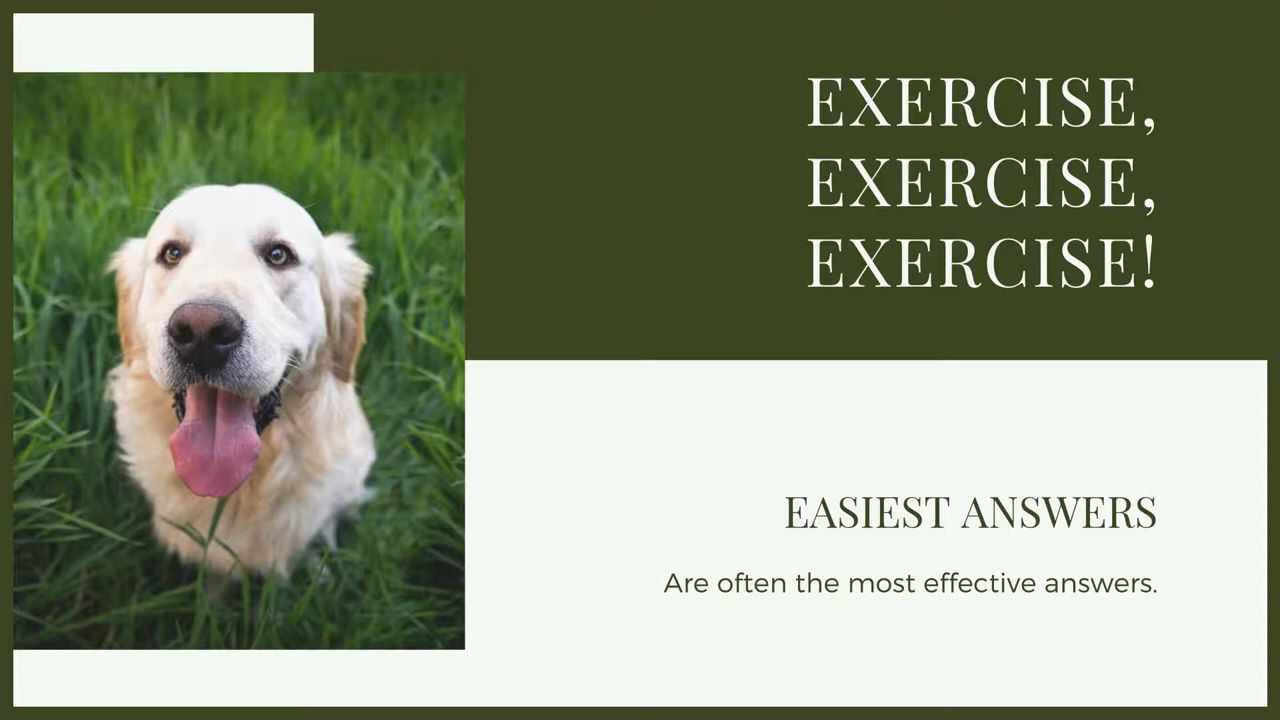 EXERCISE,
EXERCISE,
EXERCISE!
EASIEST ANSWERS
Are often the most effective answers.